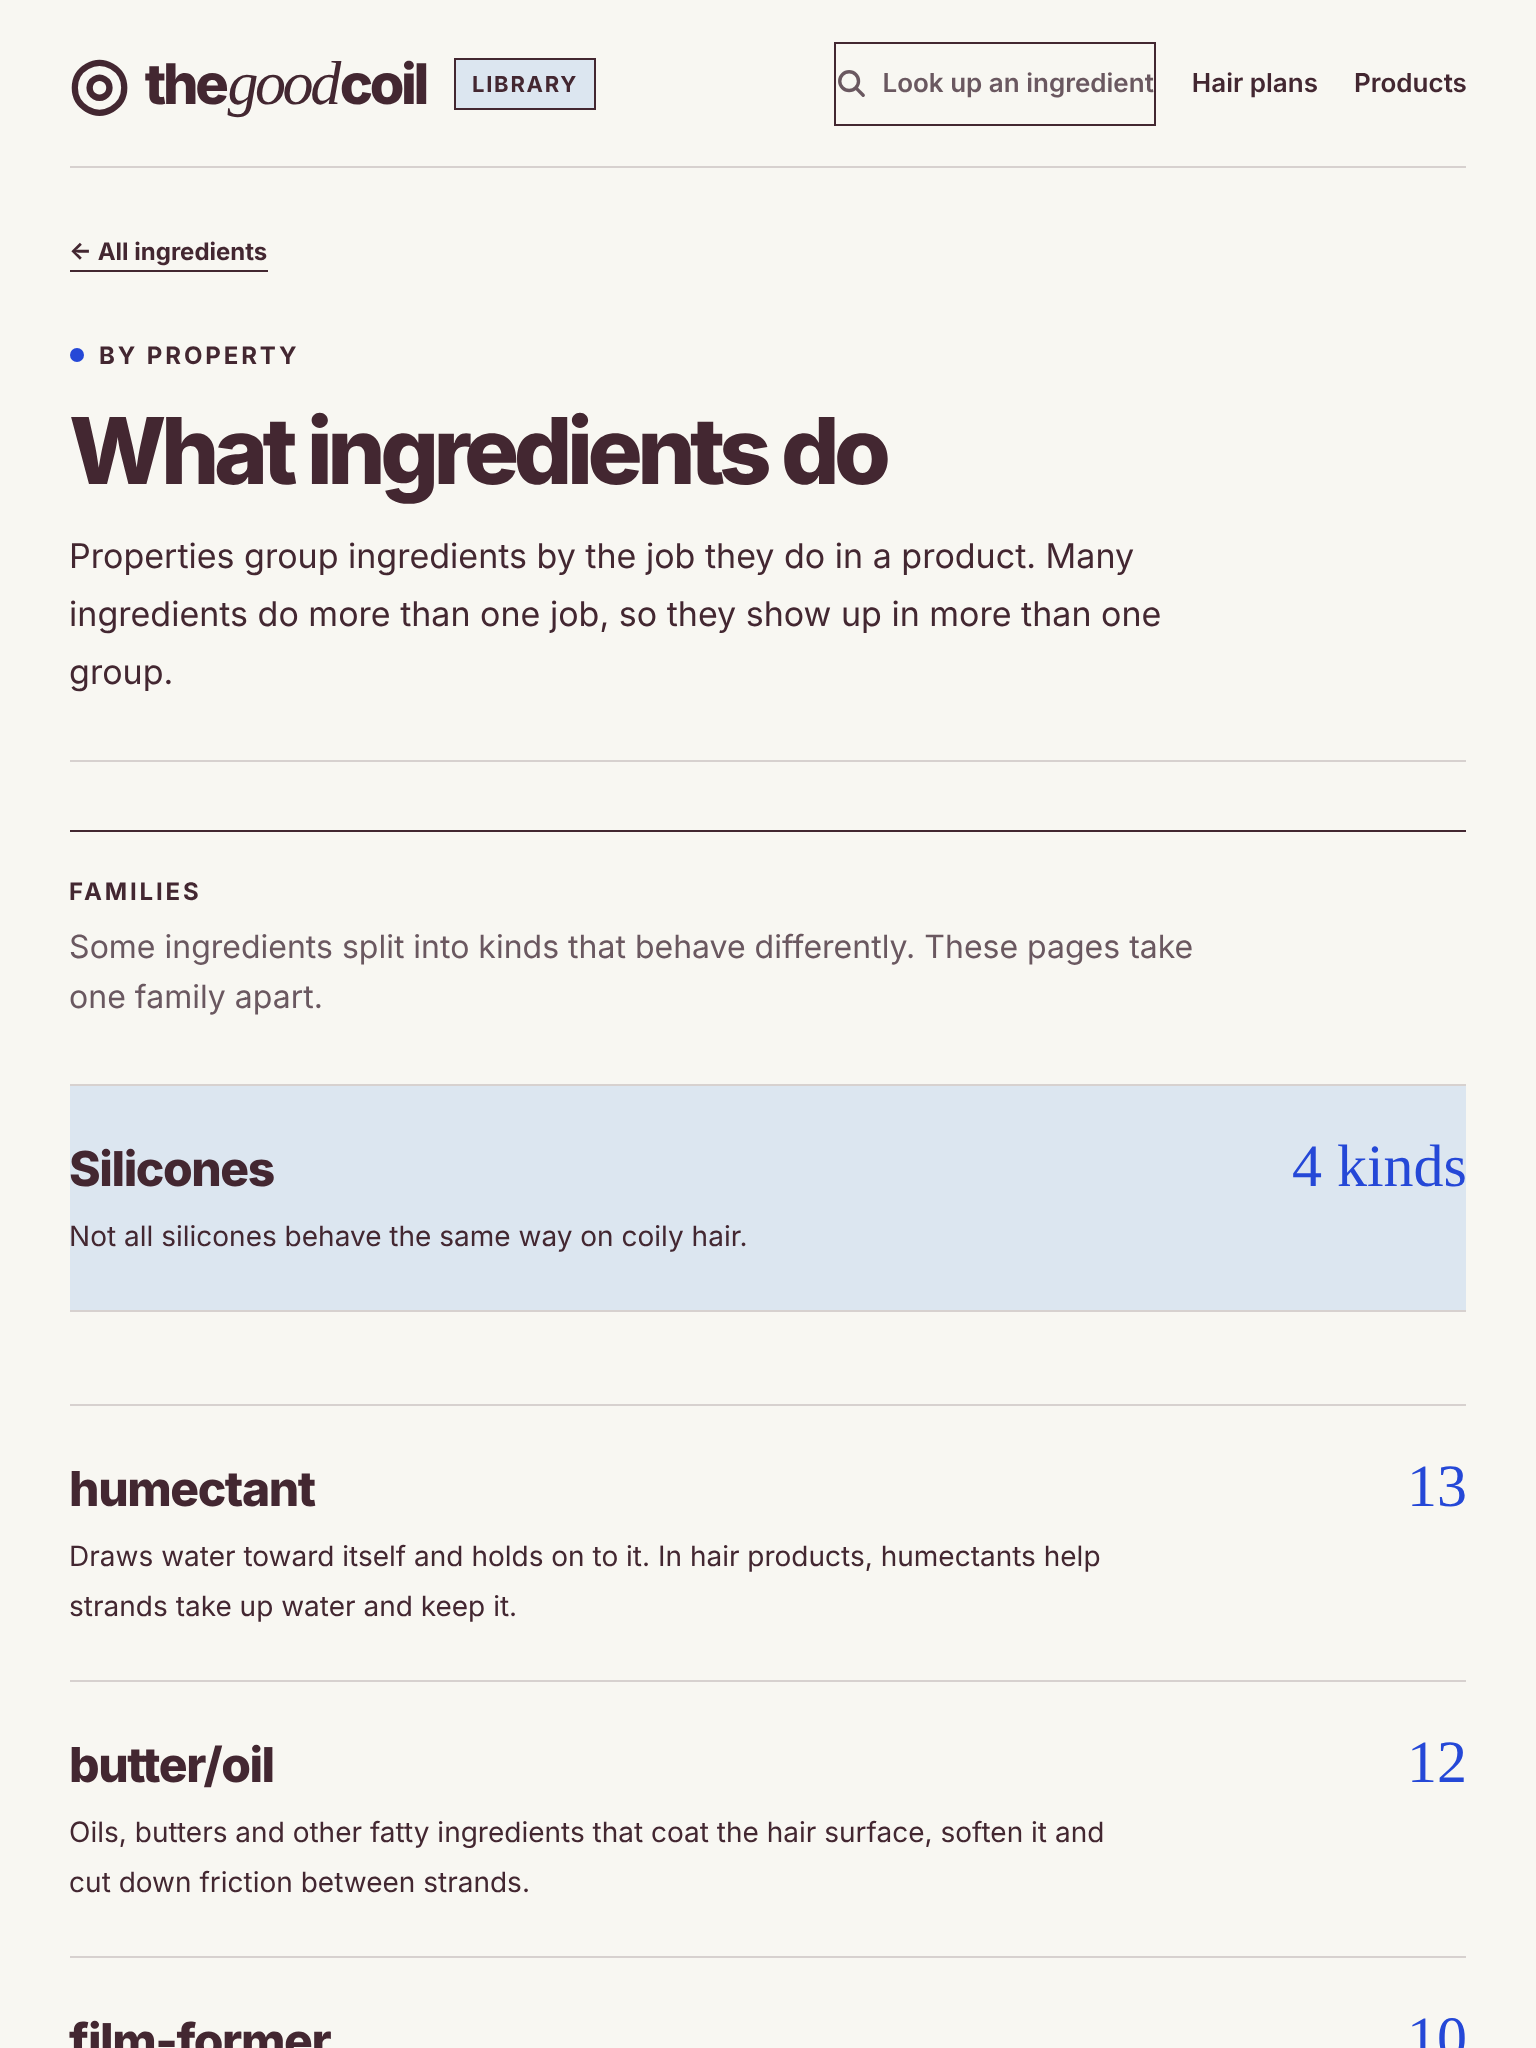 thegoodcoil LIBRARY Look up an ingredient Hair plans Products
← All ingredients
BY PROPERTY
What ingredients do
Properties group ingredients by the job they do in a product. Many
ingredients do more than one job, so they show up in more than one
group.
FAMILIES
Some ingredients split into kinds that behave differently. These pages take
one family apart.
Silicones 4 kinds
Not all silicones behave the same way on coily hair.
humectant 13
Draws water toward itself and holds on to it. In hair products, humectants help
strands take up water and keep it.
butter/oil 12
Oils, butters and other fatty ingredients that coat the hair surface, soften it and
cut down friction between strands.
film-former 10